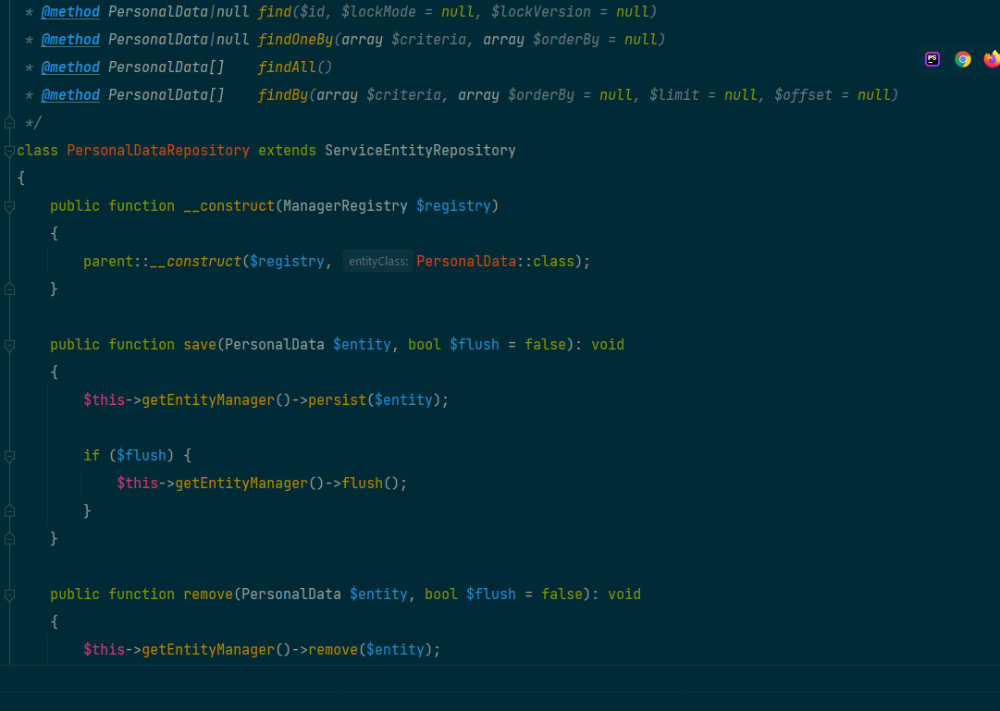 * @method PersonalData|null find($id, $lockMode = null, $lockVersion = null)
* @method PersonalData|null findOneBy(array $criteria, array $orderBy = null)
* @method PersonalData[]    findAll()
* @method PersonalData[]    findBy(array $criteria, array $orderBy = null, $limit = null, $offset = null)
*/
PS
class PersonalDataRepository extends ServiceEntityRepository
{
    public function __construct(ManagerRegistry $registry)
    {
        parent::__construct($registry, entityClass: PersonalData::class);
    }
    public function save(PersonalData $entity, bool $flush = false): void
    {
        $this->getEntityManager()->persist($entity);
        if ($flush) {
            $this->getEntityManager()->flush();
        }
    }
    public function remove(PersonalData $entity, bool $flush = false): void
    {
        $this->getEntityManager()->remove($entity);